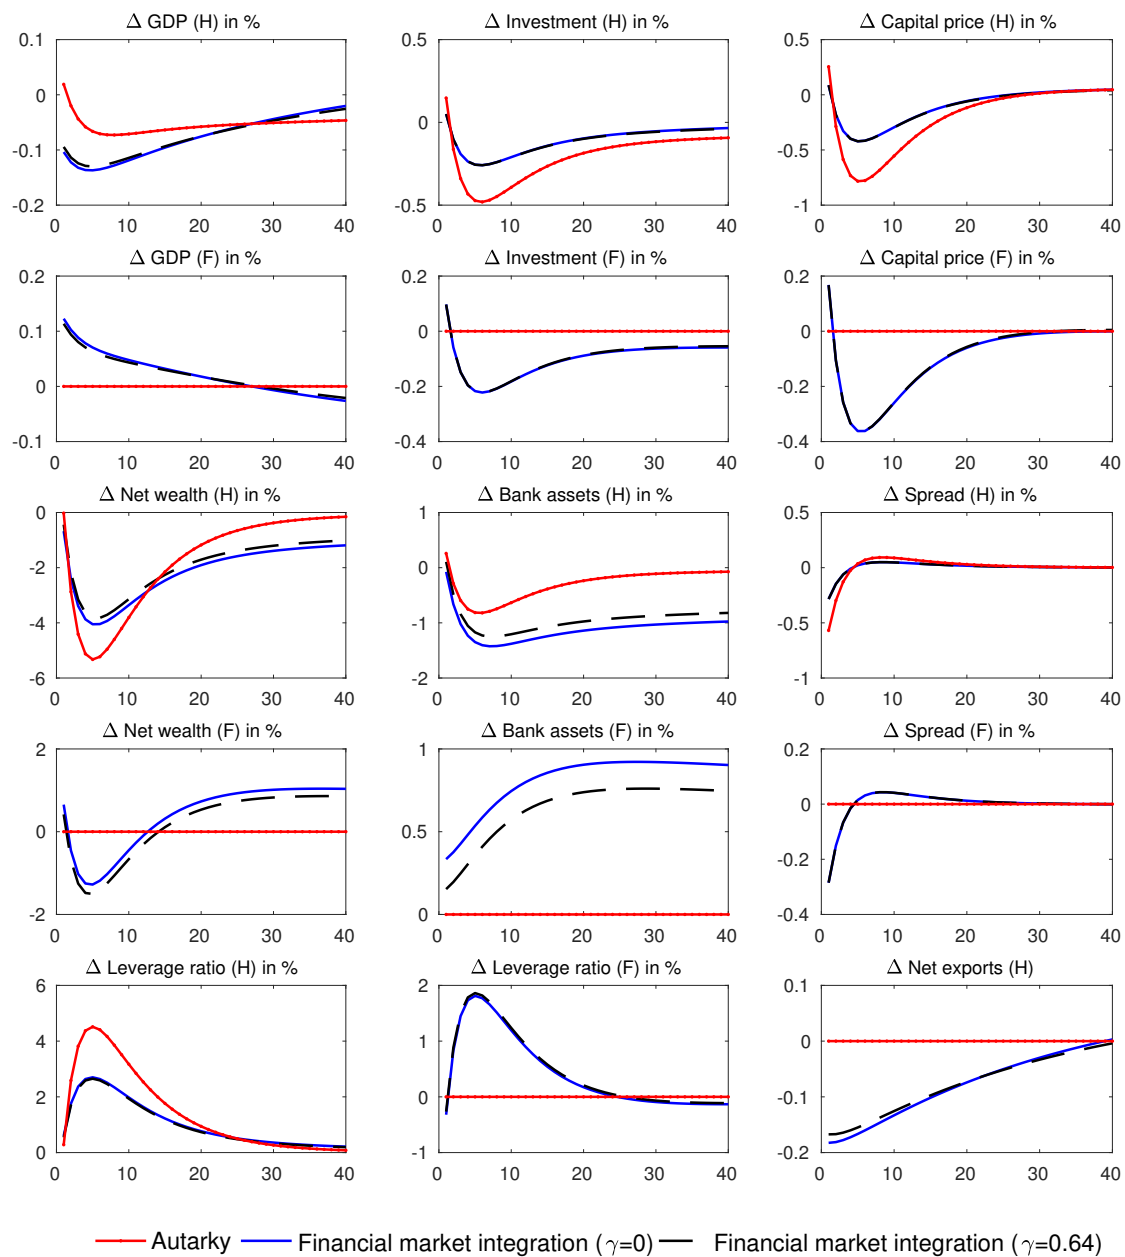 Δ GDP (H) in %
Δ Investment (H) in %
Δ Capital price (H) in %
0.1
0
-0.1
-0.2
0 10 20 30 40
0.5
0
-0.5
0 10 20 30 40
0.5
0
-0.5
-1
0 10 20 30 40
Δ GDP (F) in %
Δ Investment (F) in %
Δ Capital price (F) in %
0.2
0.1
0
-0.1
0 10 20 30 40
0.2
0
-0.2
-0.4
0 10 20 30 40
0.2
0
-0.2
-0.4
0 10 20 30 40
Δ Net wealth (H) in %
Δ Bank assets (H) in %
Δ Spread (H) in %
0
-2
-4
-6
0 10 20 30 40
1
0
-1
-2
0 10 20 30 40
0.5
0
-0.5
-1
0 10 20 30 40
Δ Net wealth (F) in %
Δ Bank assets (F) in %
Δ Spread (F) in %
2
0
-2
0 10 20 30 40
1
0.5
0
0 10 20 30 40
0.2
0
-0.2
-0.4
0 10 20 30 40
Δ Leverage ratio (H) in %
Δ Leverage ratio (F) in %
Δ Net exports (H)
6
4
2
0
0 10 20 30 40
2
1
0
-1
0 10 20 30 40
0.1
0
-0.1
-0.2
0 10 20 30 40
Autarky Financial market integration (γ=0) Financial market integration (γ=0.64)